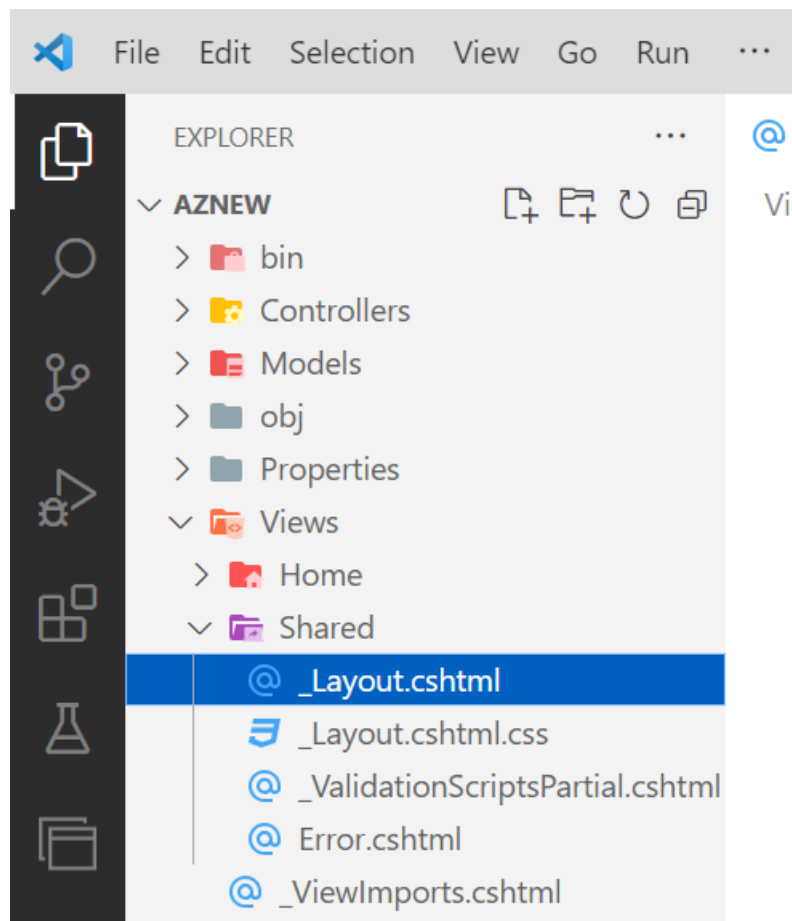 File Edit Selection View Go Run ...
EXPLORER ...
AZNEW
Vi
bin
Controllers
Models
obj
Properties
Views
Home
Shared
_Layout.cshtml
_Layout.cshtml.css
_ValidationScriptsPartial.cshtml
Error.cshtml
_ViewImports.cshtml